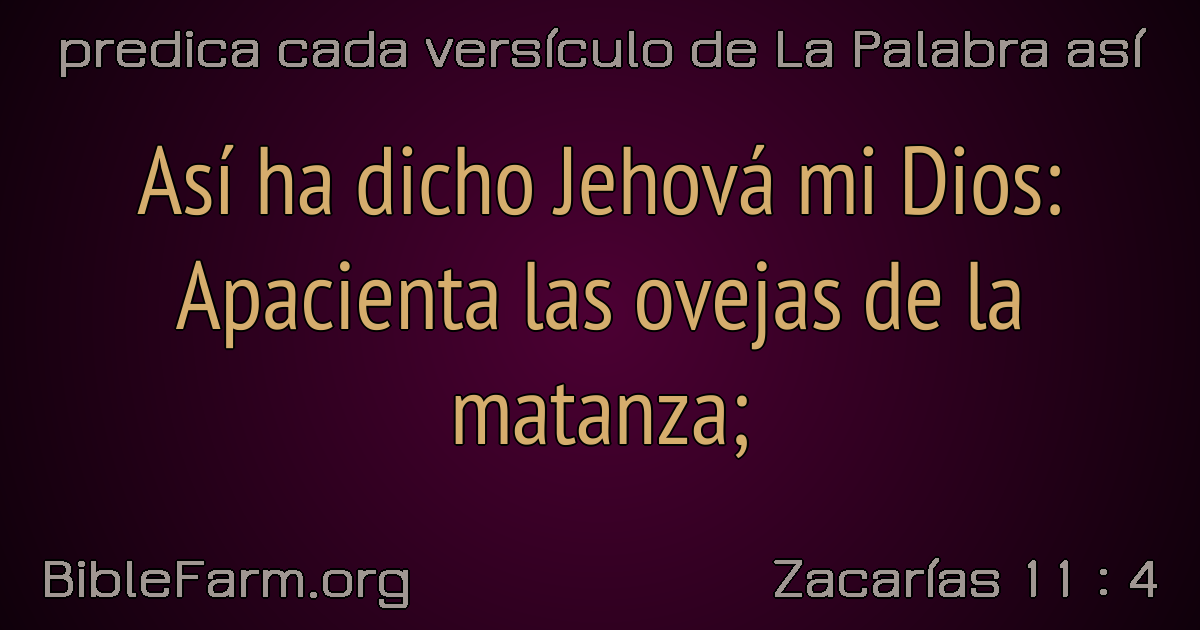 predica cada versículo de La Palabra así
Así ha dicho Jehová mi Dios:
Apacienta las ovejas de la
matanza;
BibleFarm.org
Zacarías 11 : 4